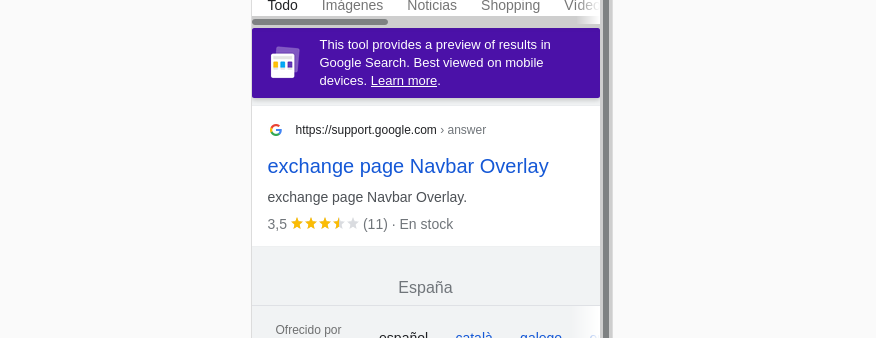 Todo Imágenes Noticias Shopping
This tool provides a preview of results in
Google Search. Best viewed on mobile
devices. Learn more.
https://support.google.com › answer
exchange page Navbar Overlay
exchange page Navbar Overlay.
3,5 (11) · En stock
España
Ofrecido por
español català galego